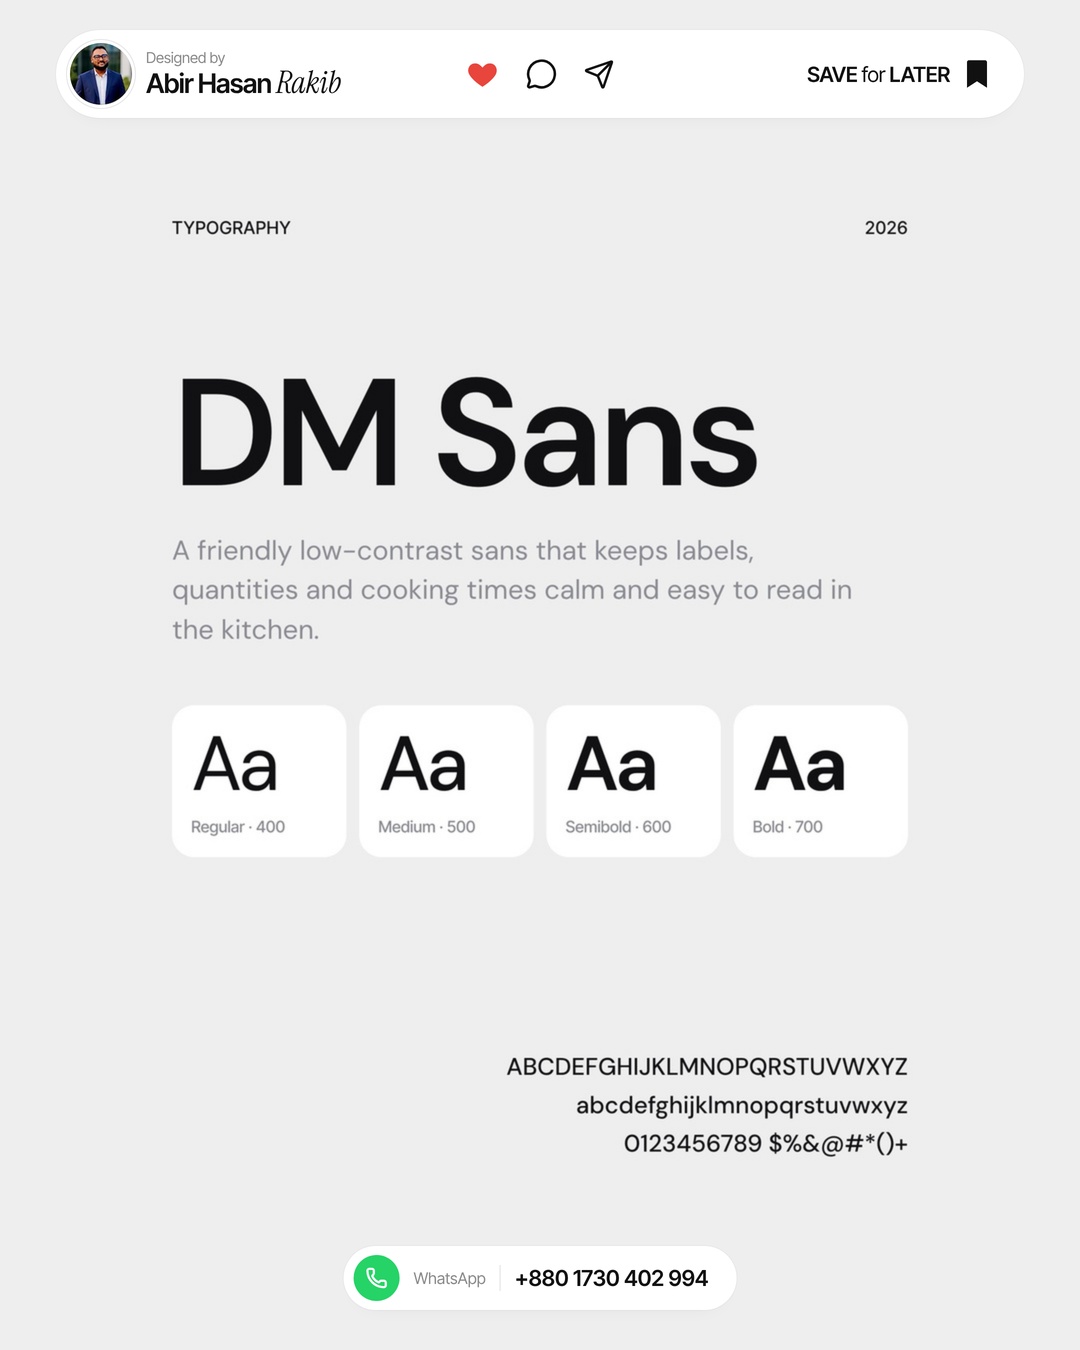 Designed by
Abir Hasan Rakib
SAVE for LATER
TYPOGRAPHY
2026
DM Sans
A friendly low-contrast sans that keeps labels,
quantities and cooking times calm and easy to read in
the kitchen.
Aa
Regular · 400
Aa
Medium · 500
Aa
Semibold · 600
Aa
Bold · 700
ABCDEFGHIJKLMNOPQRSTUVWXYZ
abcdefghijklmnopqrstuvwxyz
0123456789 $%&@#*()+
WhatsApp
+880 1730 402 994